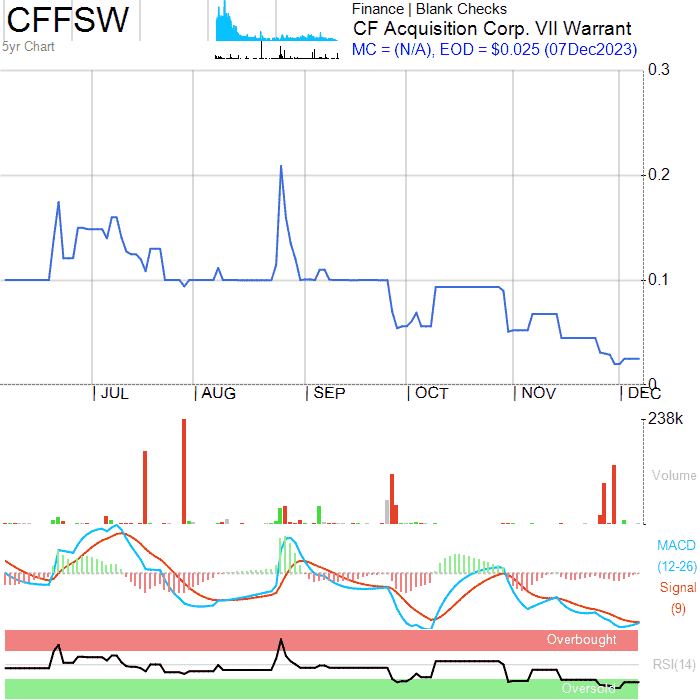 CFFSW
5yr Chart
Finance | Blank Checks
CF Acquisition Corp. VII Warrant
MC = (N/A), EOD = $0.025 (07Dec2023)
0.3
0.2
0.1
0
JUL
AUG
SEP
OCT
NOV
DEC
238k
Volume
MACD
(12-26)
Signal
(9)
Overbought
RSI(14)
Oversold